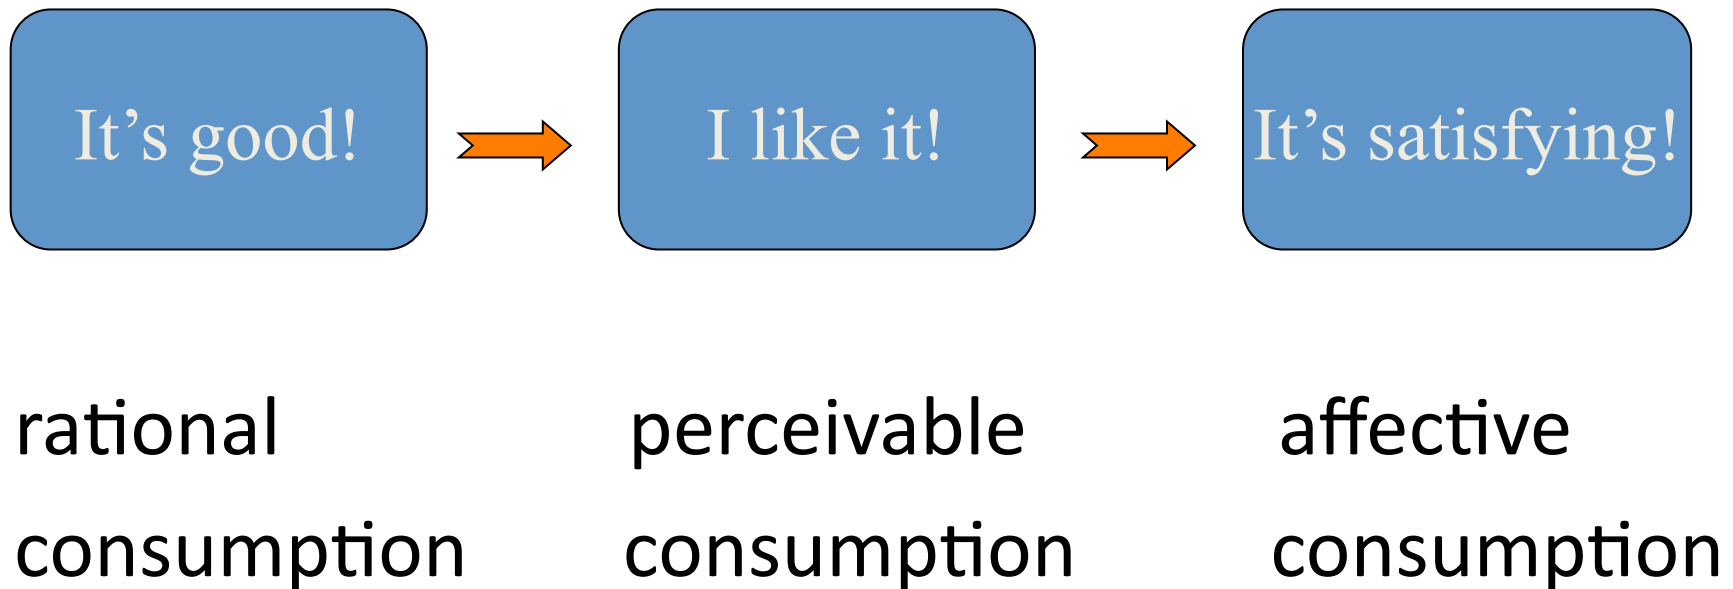 It’s good!
I like it!
It’s satisfying!
rational
consumption
perceivable
consumption
affective
consumption